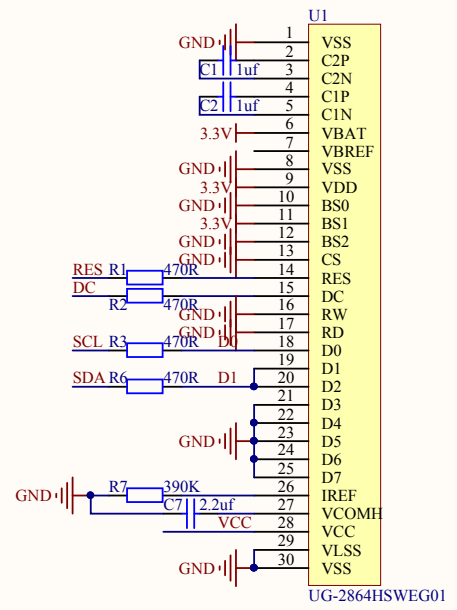 U1
GND 1 VSS
2 C2P
C1 1uf 3 C2N
4 C1P
C2 1uf 5 C1N
3.3V 6 VBAT
7 VBREF
GND 8 VSS
3.3V 9 VDD
GND 10 BS0
3.3V 11 BS1
GND 12 BS2
GND 13 CS
RES R1 470R 14 RES
DC 15 DC
R2 470R
GND 16 RW
GND 17 RD
SCL R3 470R D0 18 D0
19 D1
SDA R6 470R D1 20 D2
21 D3
22 D4
GND 23 D5
24 D6
25 D7
GND R7 390K 26 IREF
C7 2.2uf 27 VCOMH
VCC 28 VCC
29 VLSS
GND 30 VSS
UG-2864HSWEG01